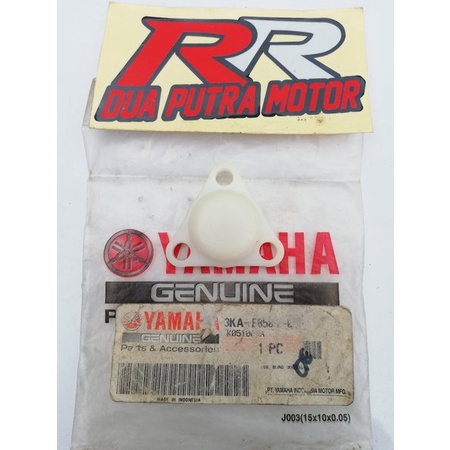 RR
DUA PUTRA MOTOR
YAMAHA
GENUINE
P
YAMAHA
GENUINE
Parts & Accessories
3KA-
1 PC
PT. YAMAHA MOTOR MFG.
MADE IN INDONESIA
J003(15x10x0.05)